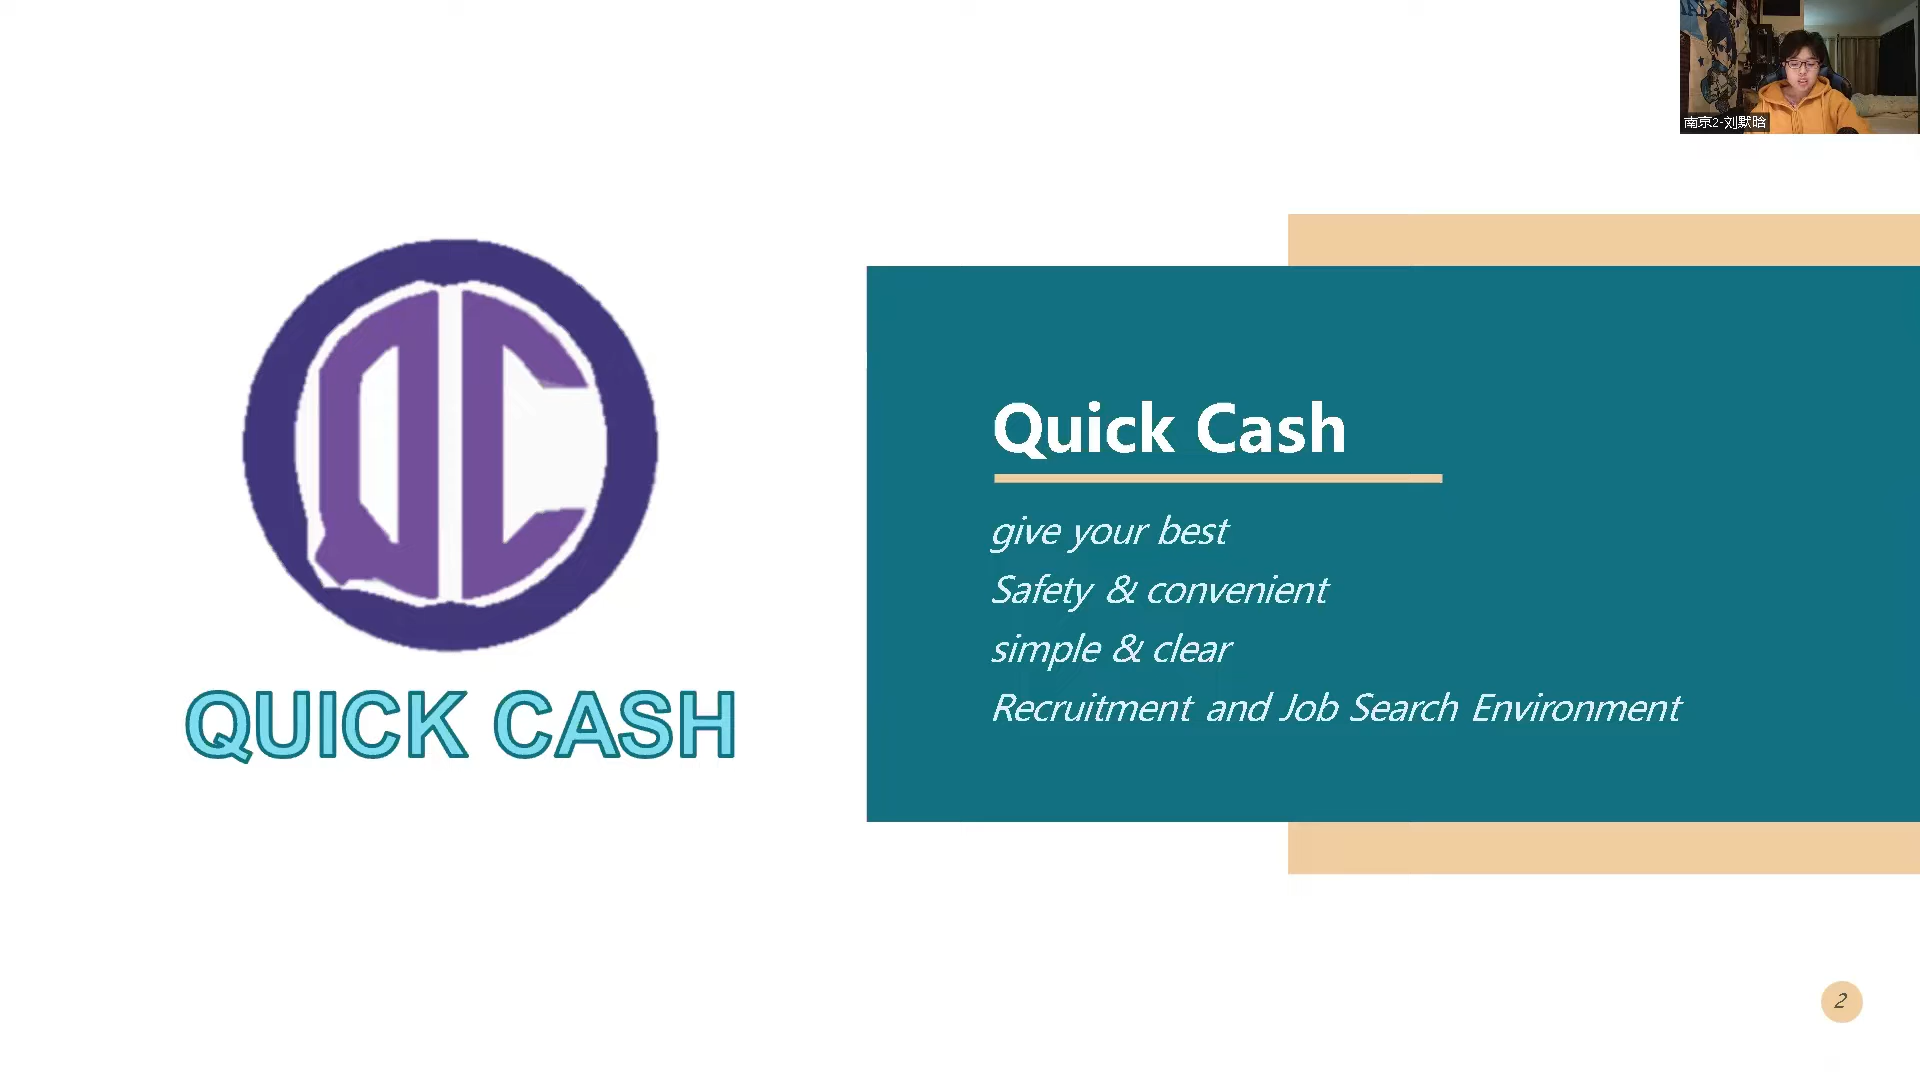 南京2-刘默晗
QC
QUICK CASH
Quick Cash
give your best
Safety & convenient
simple & clear
Recruitment and Job Search Environment
2